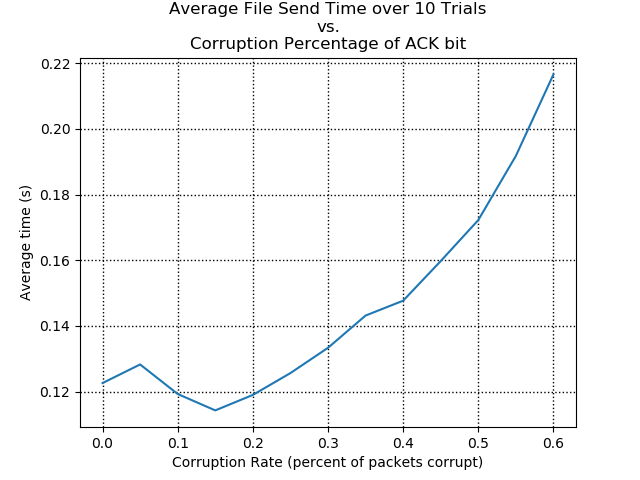 Average File Send Time over 10 Trials
vs.
Corruption Percentage of ACK bit
0.22
0.20
0.18
0.16
0.14
0.12
Average time (s)
0.0 0.1 0.2 0.3 0.4 0.5 0.6
Corruption Rate (percent of packets corrupt)